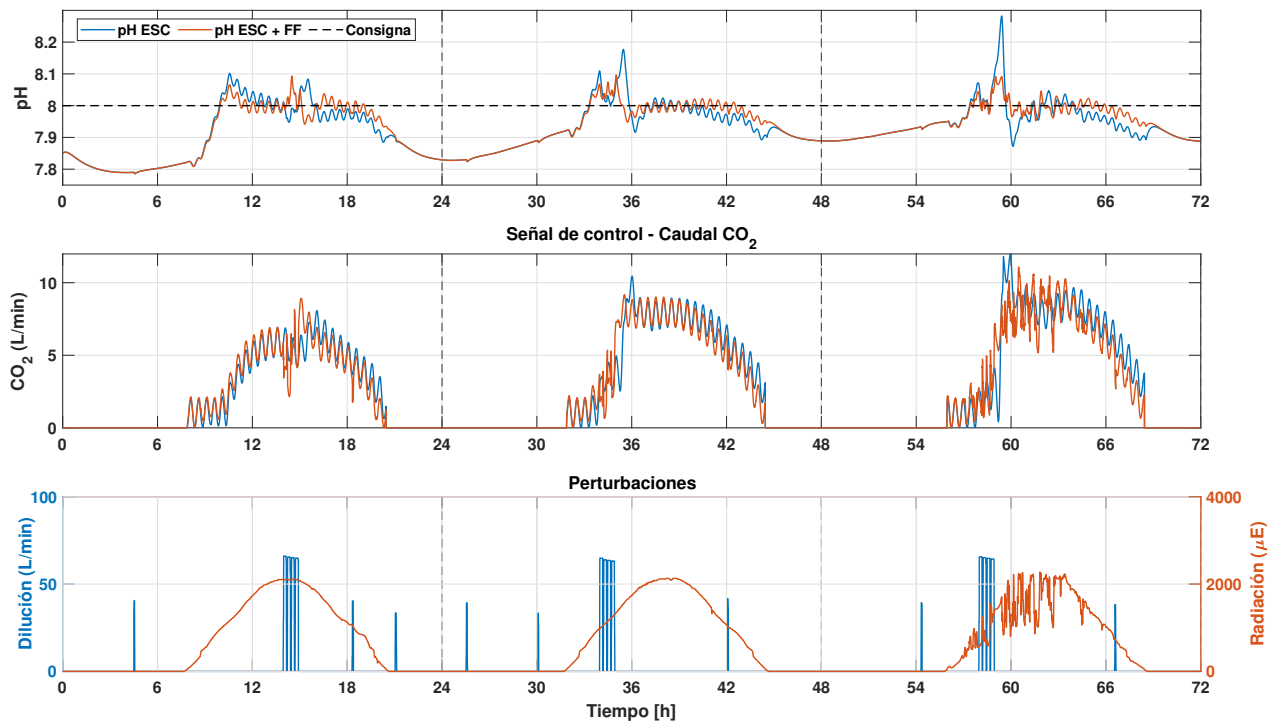 pH ESC pH ESC + FF Consigna
pH
8.2
8.1
8
7.9
7.8
0 6 12 18 24 30 36 42 48 54 60 66 72
Señal de control - Caudal CO2
CO2 (L/min)
10
5
0
0 6 12 18 24 30 36 42 48 54 60 66 72
Perturbaciones
Dilución (L/min)
100
50
0
4000
2000
0
Radiación (μE)
0 6 12 18 24 30 36 42 48 54 60 66 72
Tiempo [h]